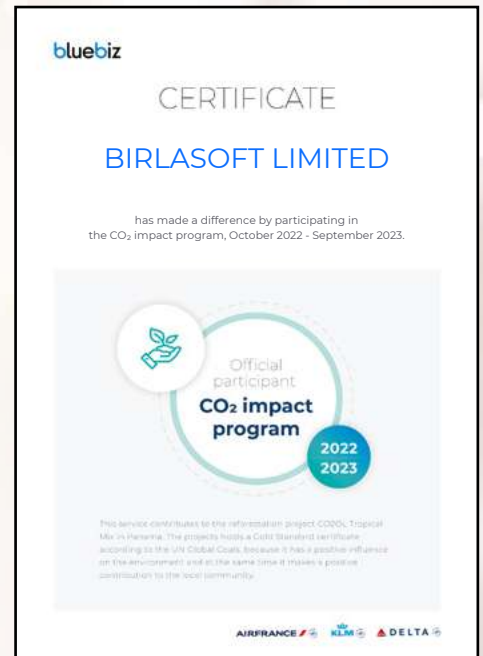 bluebiz
CERTIFICATE
BIRLASOFT LIMITED
has made a difference by participating in
the CO₂ impact program, October 2022 - September 2023.
Official
participant
CO₂ impact
program
2022
2023
This service contributes to the reforestation project CO2OL Tropical
Mix in Panama. The projects holds a Gold Standard certificate
according to the UN Global Goals, because it has a positive influence
on the environment and at the same time it makes a positive
contribution to the local community.
AIRFRANCE KLM DELTA